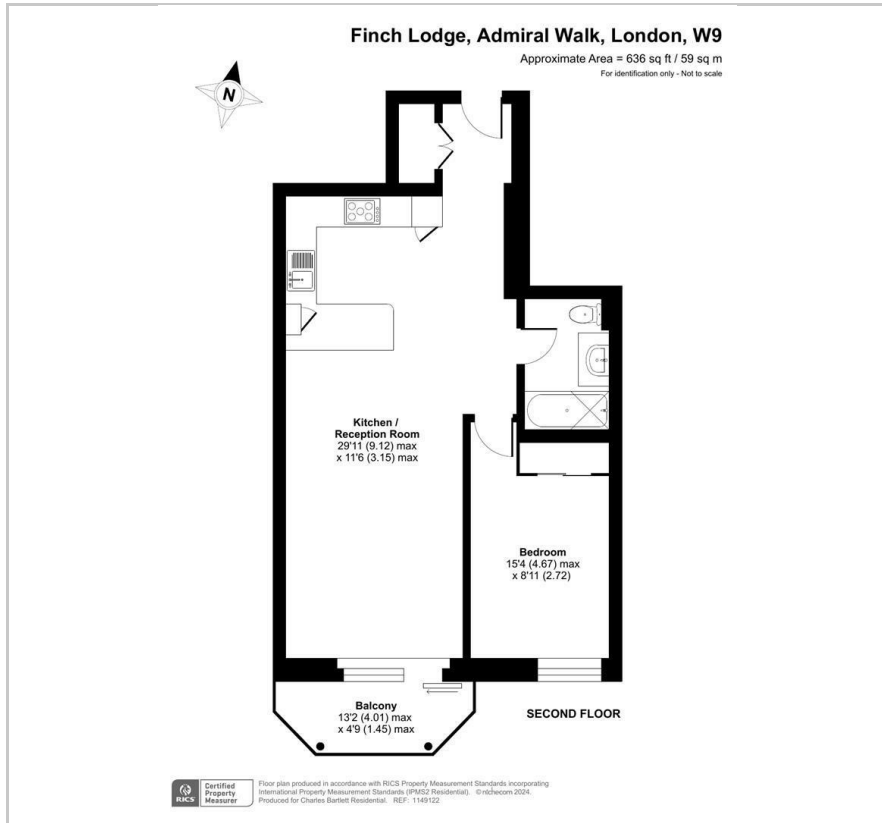 Finch Lodge, Admiral Walk, London, W9
Approximate Area = 636 sq ft / 59 sq m
For identification only - Not to scale
N
Kitchen /
Reception Room
29'11 (9.12) max
x 11'6 (3.15) max
Bedroom
15'4 (4.67) max
x 8'11 (2.72)
Balcony
13'2 (4.01) max
x 4'9 (1.45) max
SECOND FLOOR
RICS
Certified
Property
Measurer
Floor plan produced in accordance with RICS Property Measurement Standards incorporating
International Property Measurement Standards (IPMS2 Residential). © nichecom 2024.
Produced for Charles Bartlett Residential. REF: 1149122